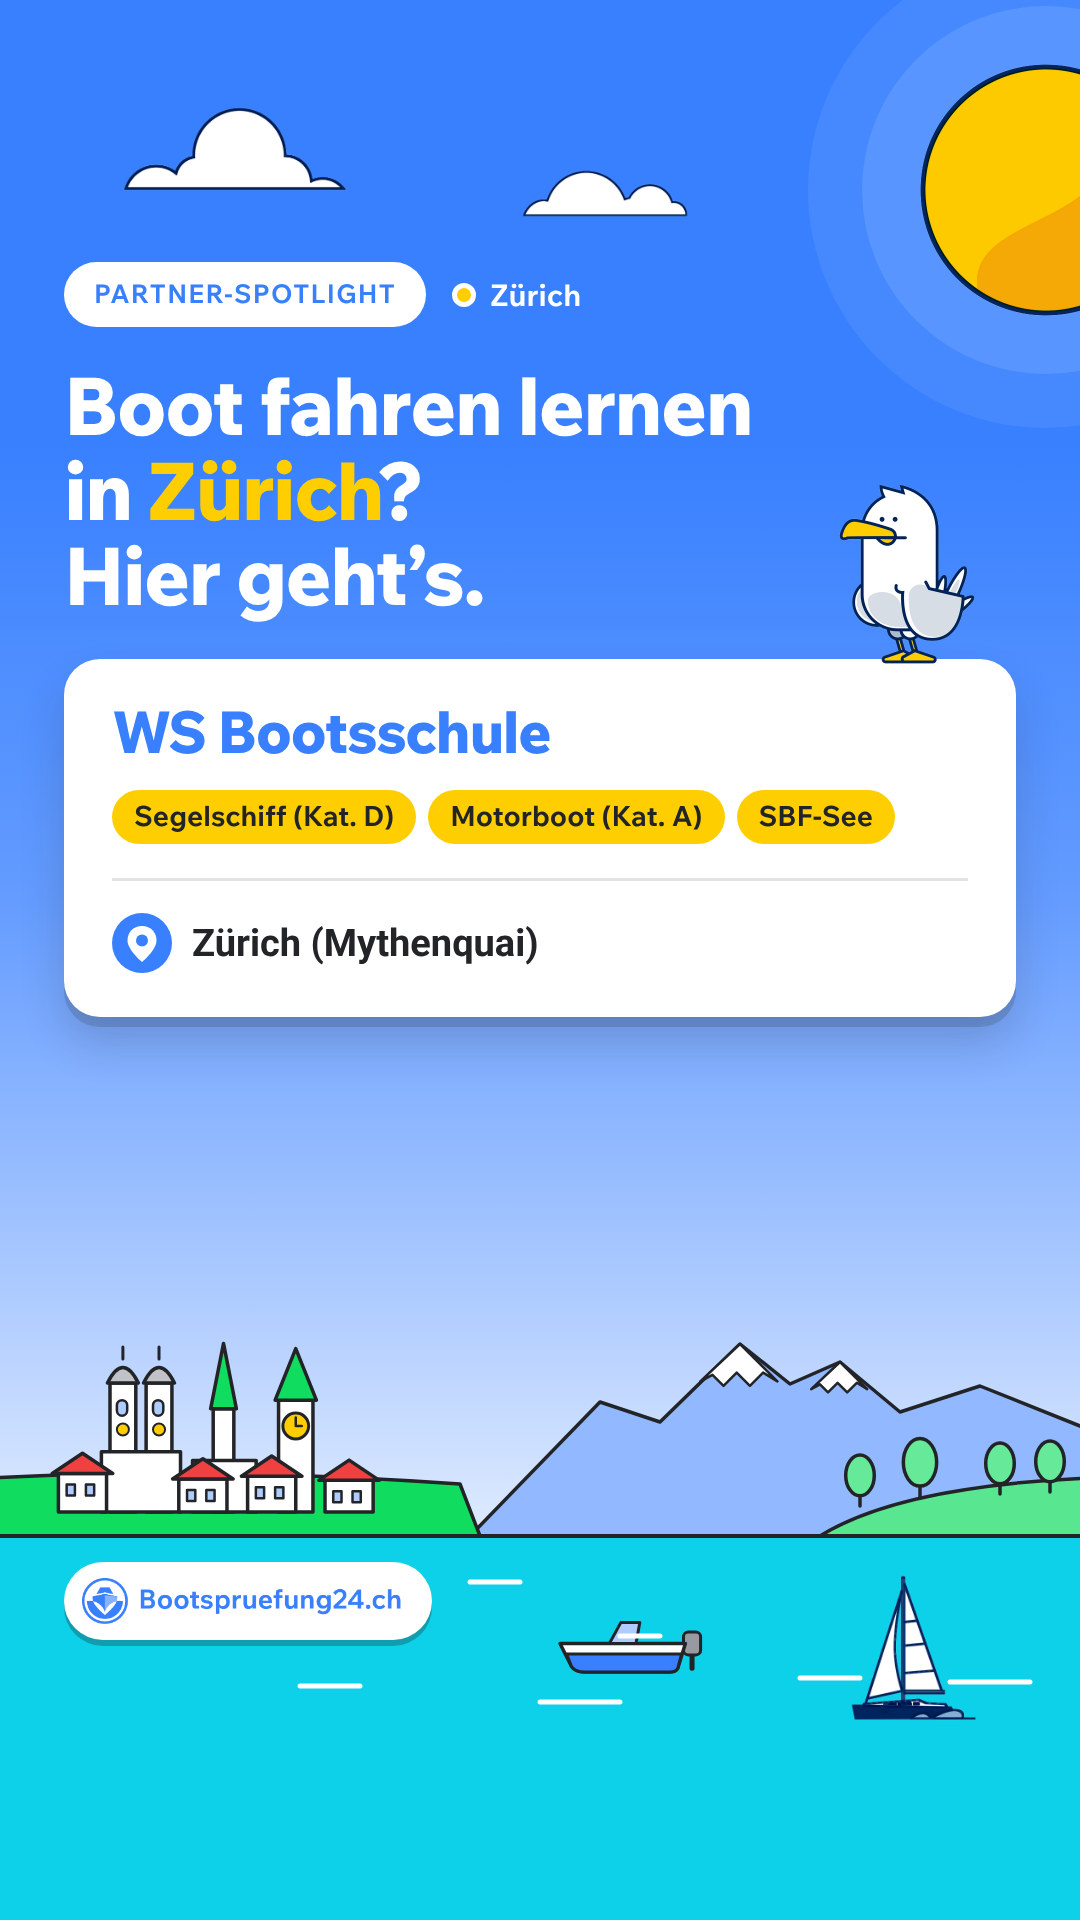 PARTNER-SPOTLIGHT
Zürich
Boot fahren lernen
in Zürich?
Hier geht’s.
WS Bootsschule
Segelschiff (Kat. D)
Motorboot (Kat. A)
SBF-See
Zürich (Mythenquai)
Bootspruefung24.ch